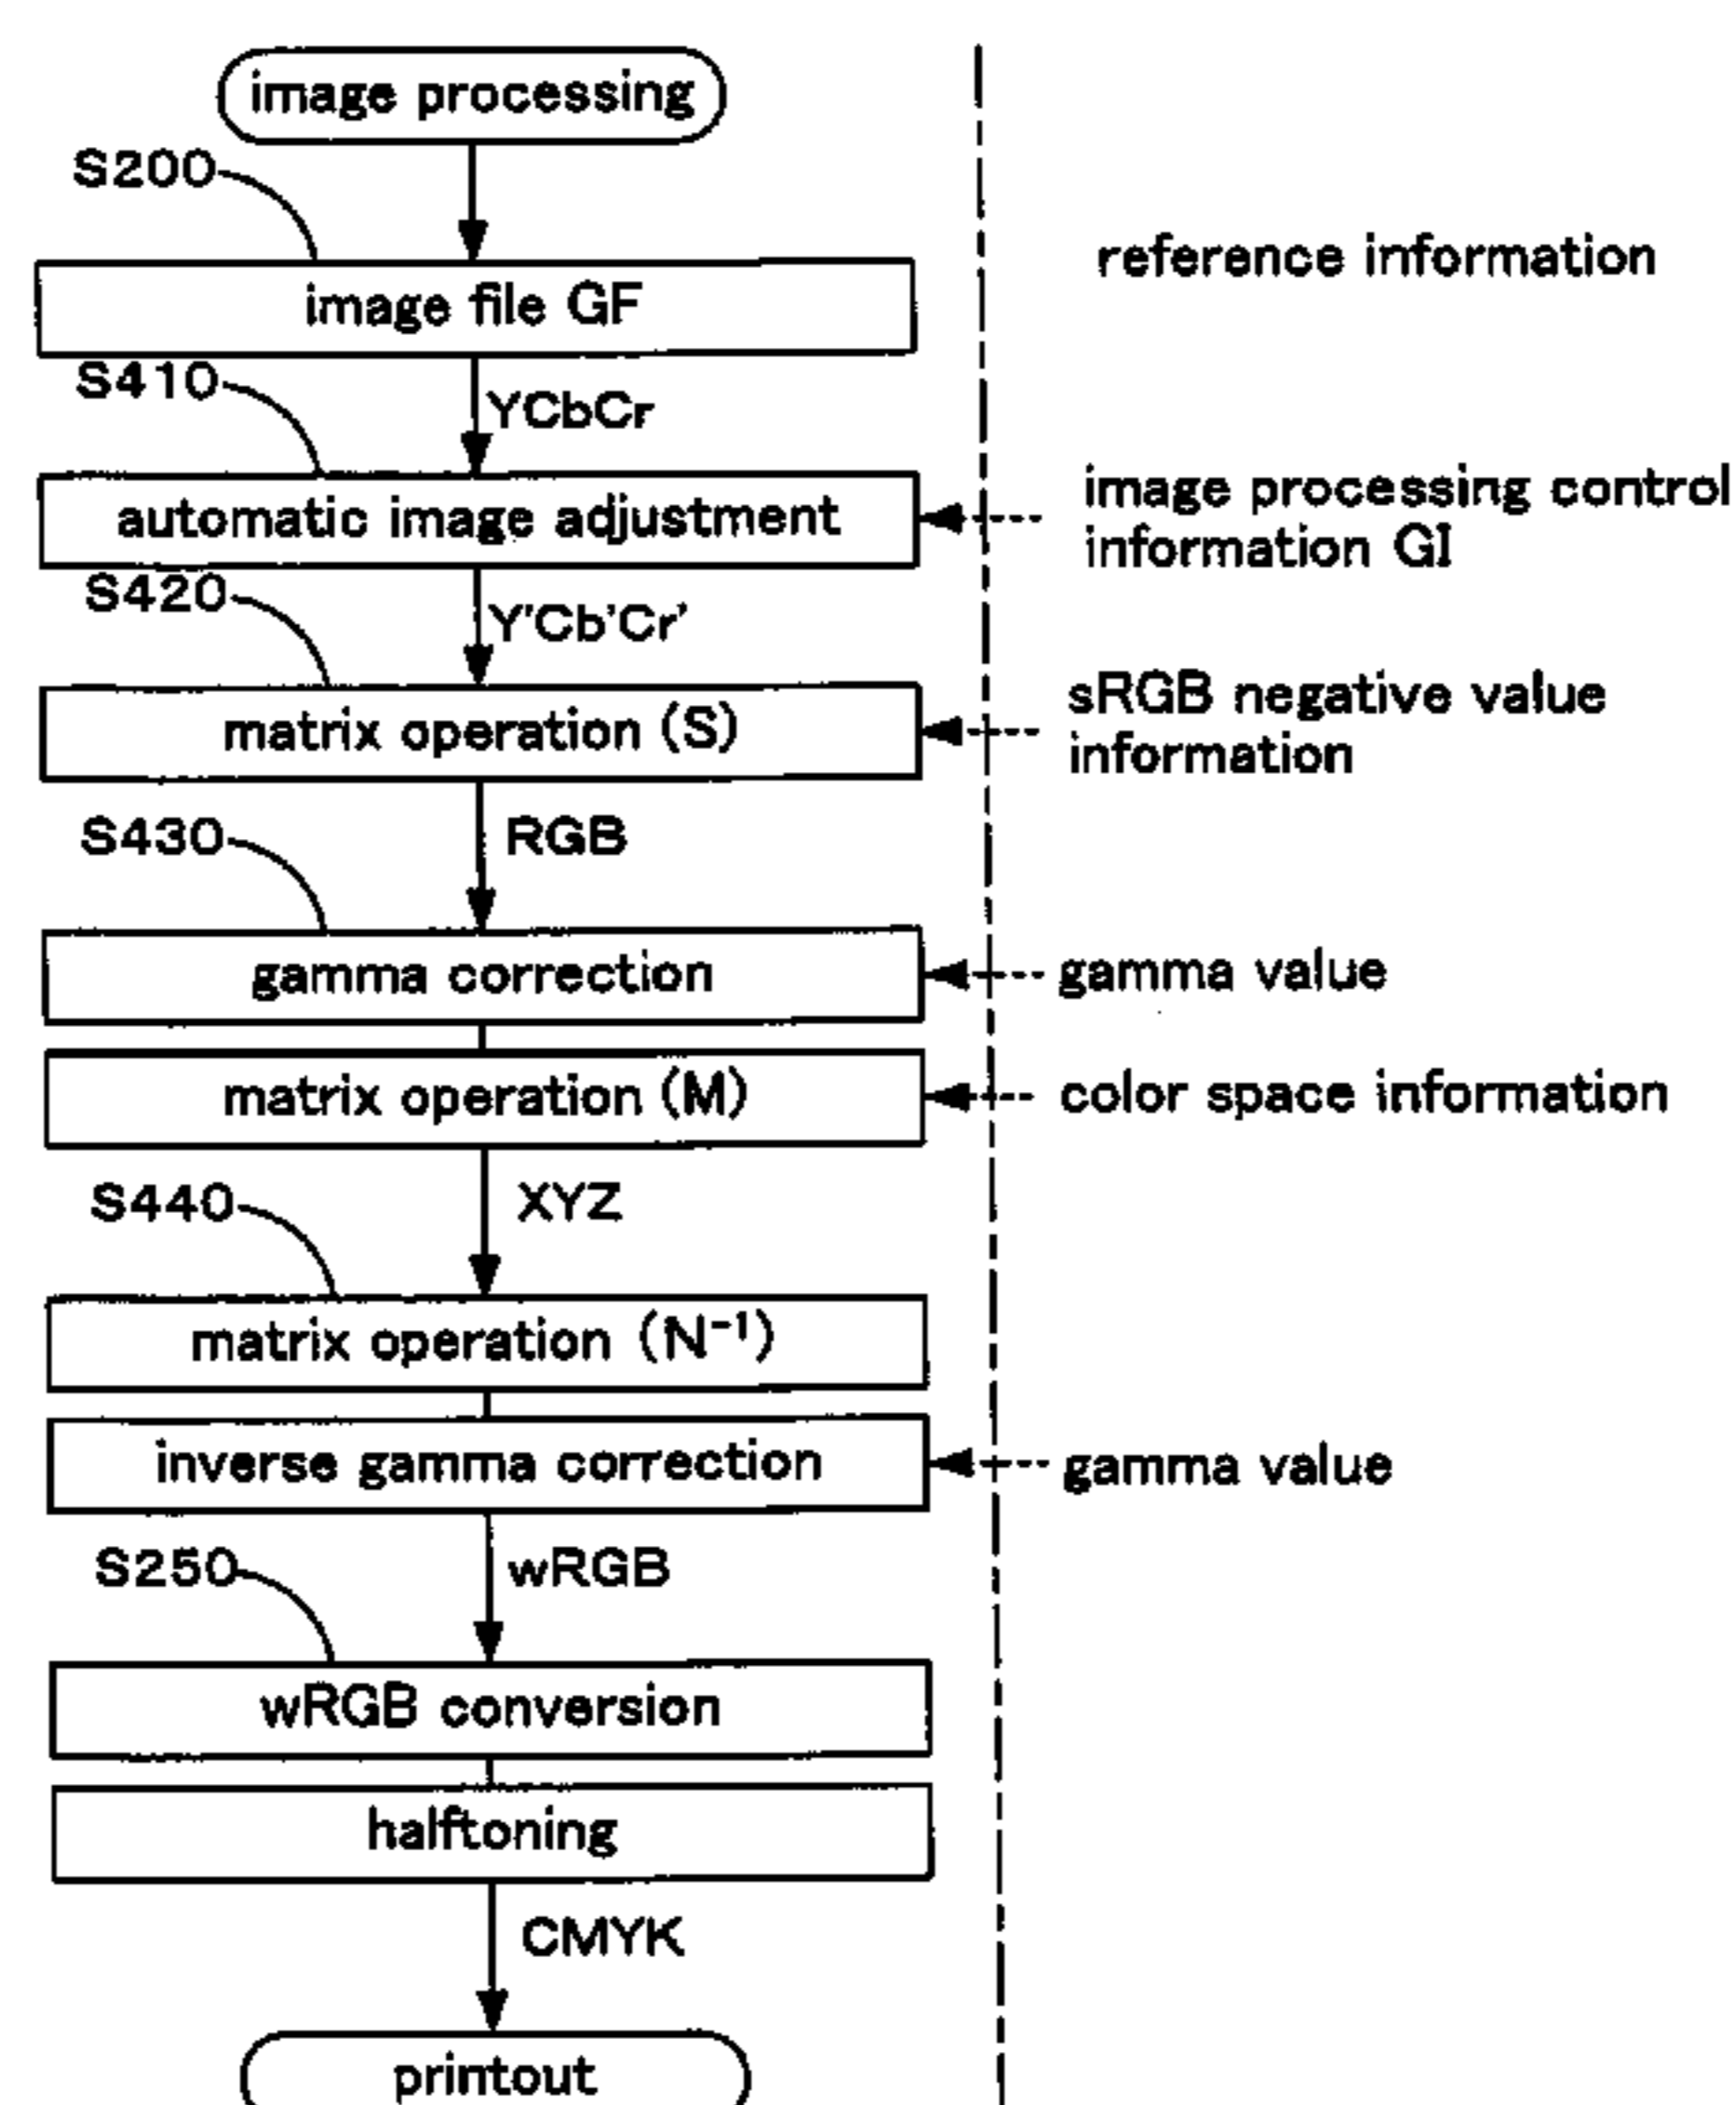 image processing
S200
reference information
image file GF
S410
YCbCr
automatic image adjustment
image processing control
information GI
S420
Y'Cb'Cr'
matrix operation (S)
sRGB negative value
information
S430
RGB
gamma correction
gamma value
matrix operation (M)
color space information
S440
XYZ
matrix operation (N⁻¹)
inverse gamma correction
gamma value
S250
wRGB
wRGB conversion
halftoning
CMYK
printout